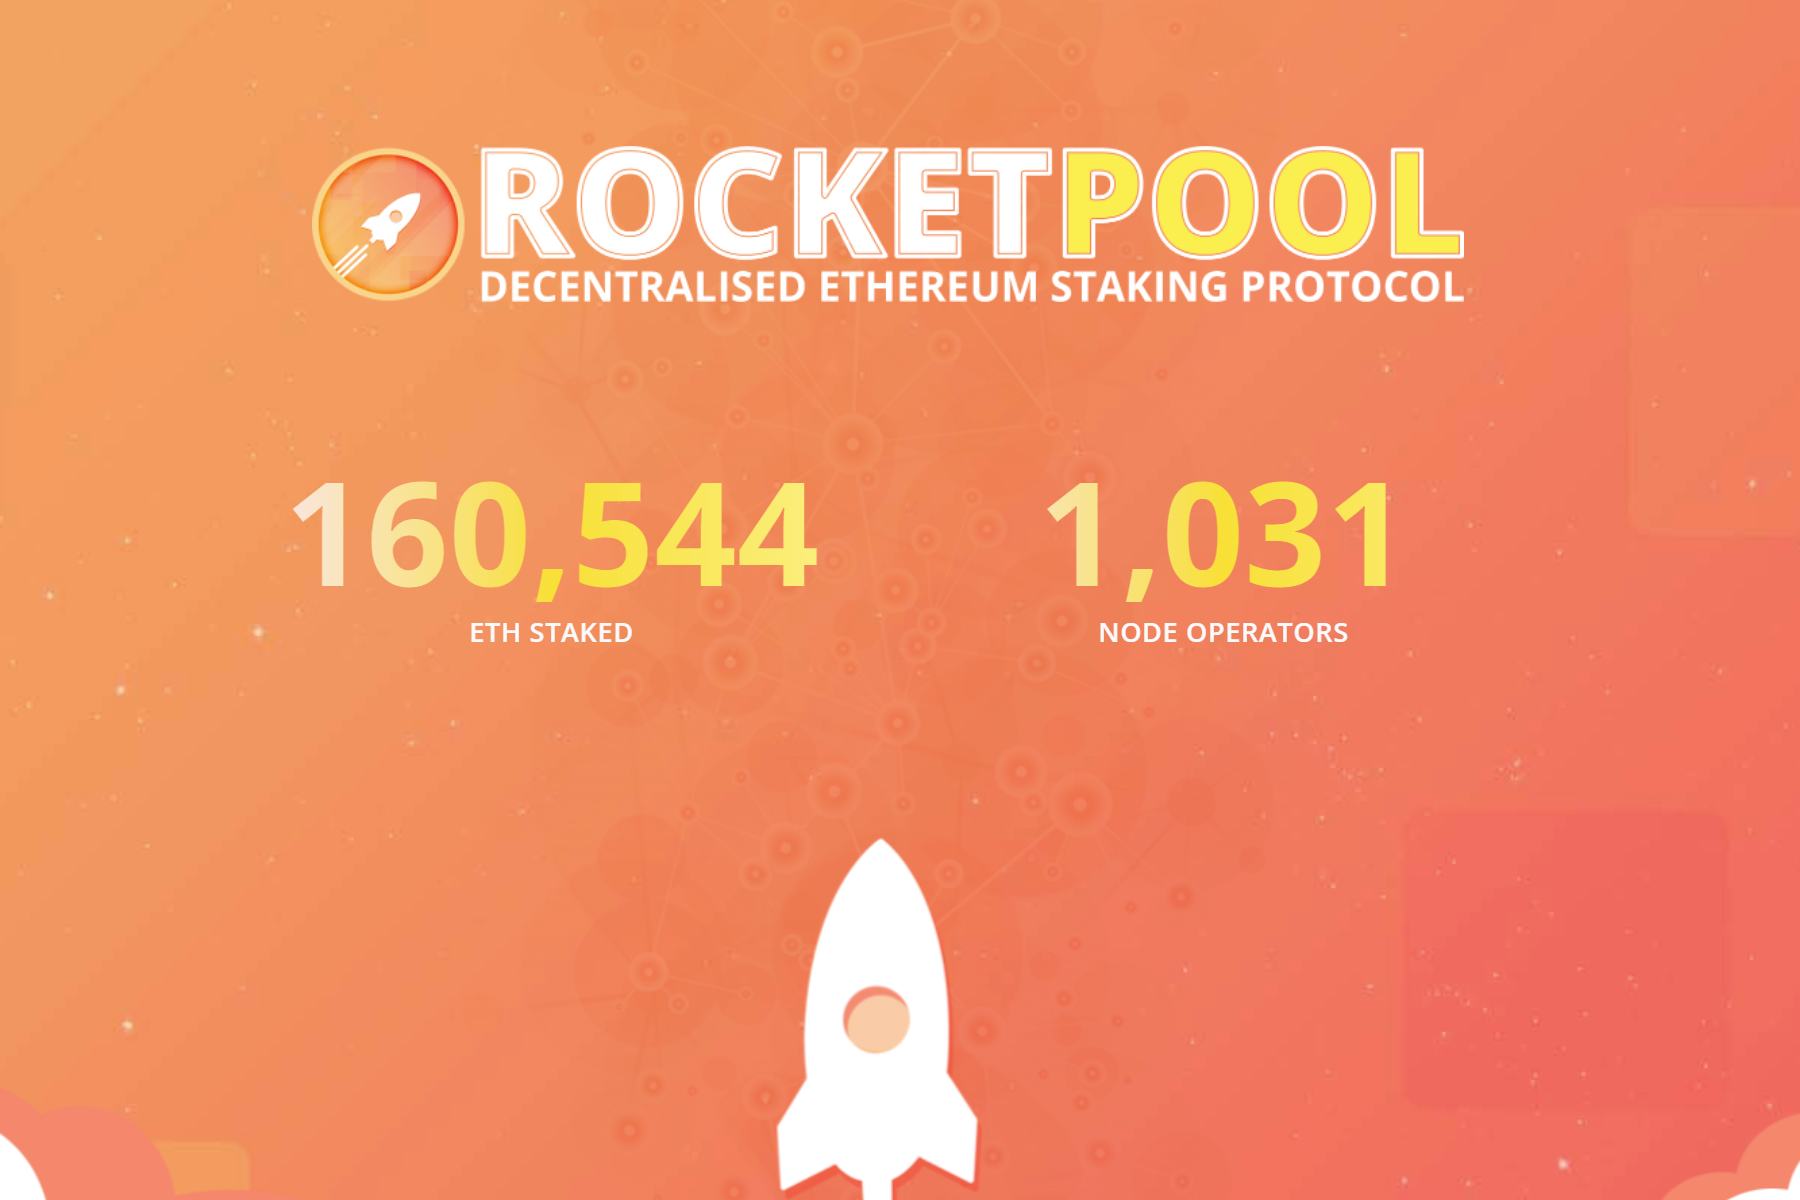 ROCKETPOOL
DECENTRALISED ETHEREUM STAKING PROTOCOL
160,544 1,031
ETH STAKED NODE OPERATORS